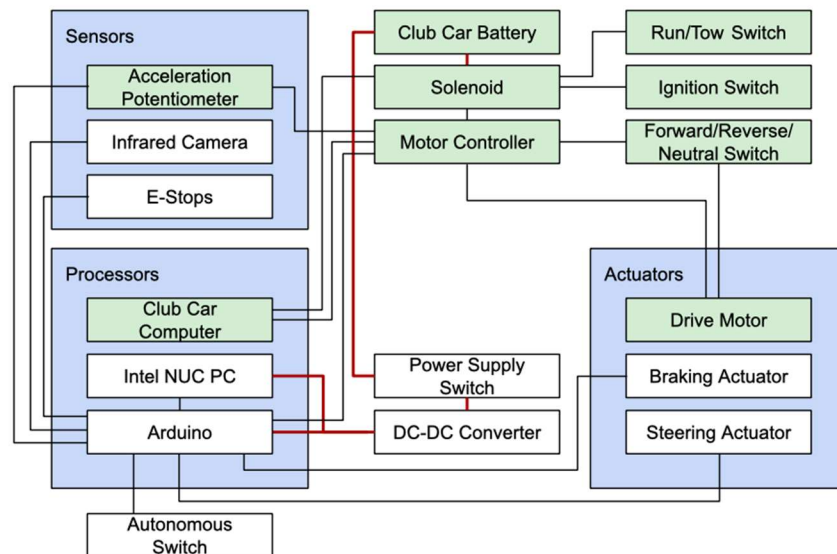 Sensors
Acceleration
Potentiometer
Infrared Camera
E-Stops
Club Car Battery
Solenoid
Motor Controller
Run/Tow Switch
Ignition Switch
Forward/Reverse/
Neutral Switch
Processors
Club Car
Computer
Intel NUC PC
Arduino
Autonomous
Switch
Power Supply
Switch
DC-DC Converter
Actuators
Drive Motor
Braking Actuator
Steering Actuator